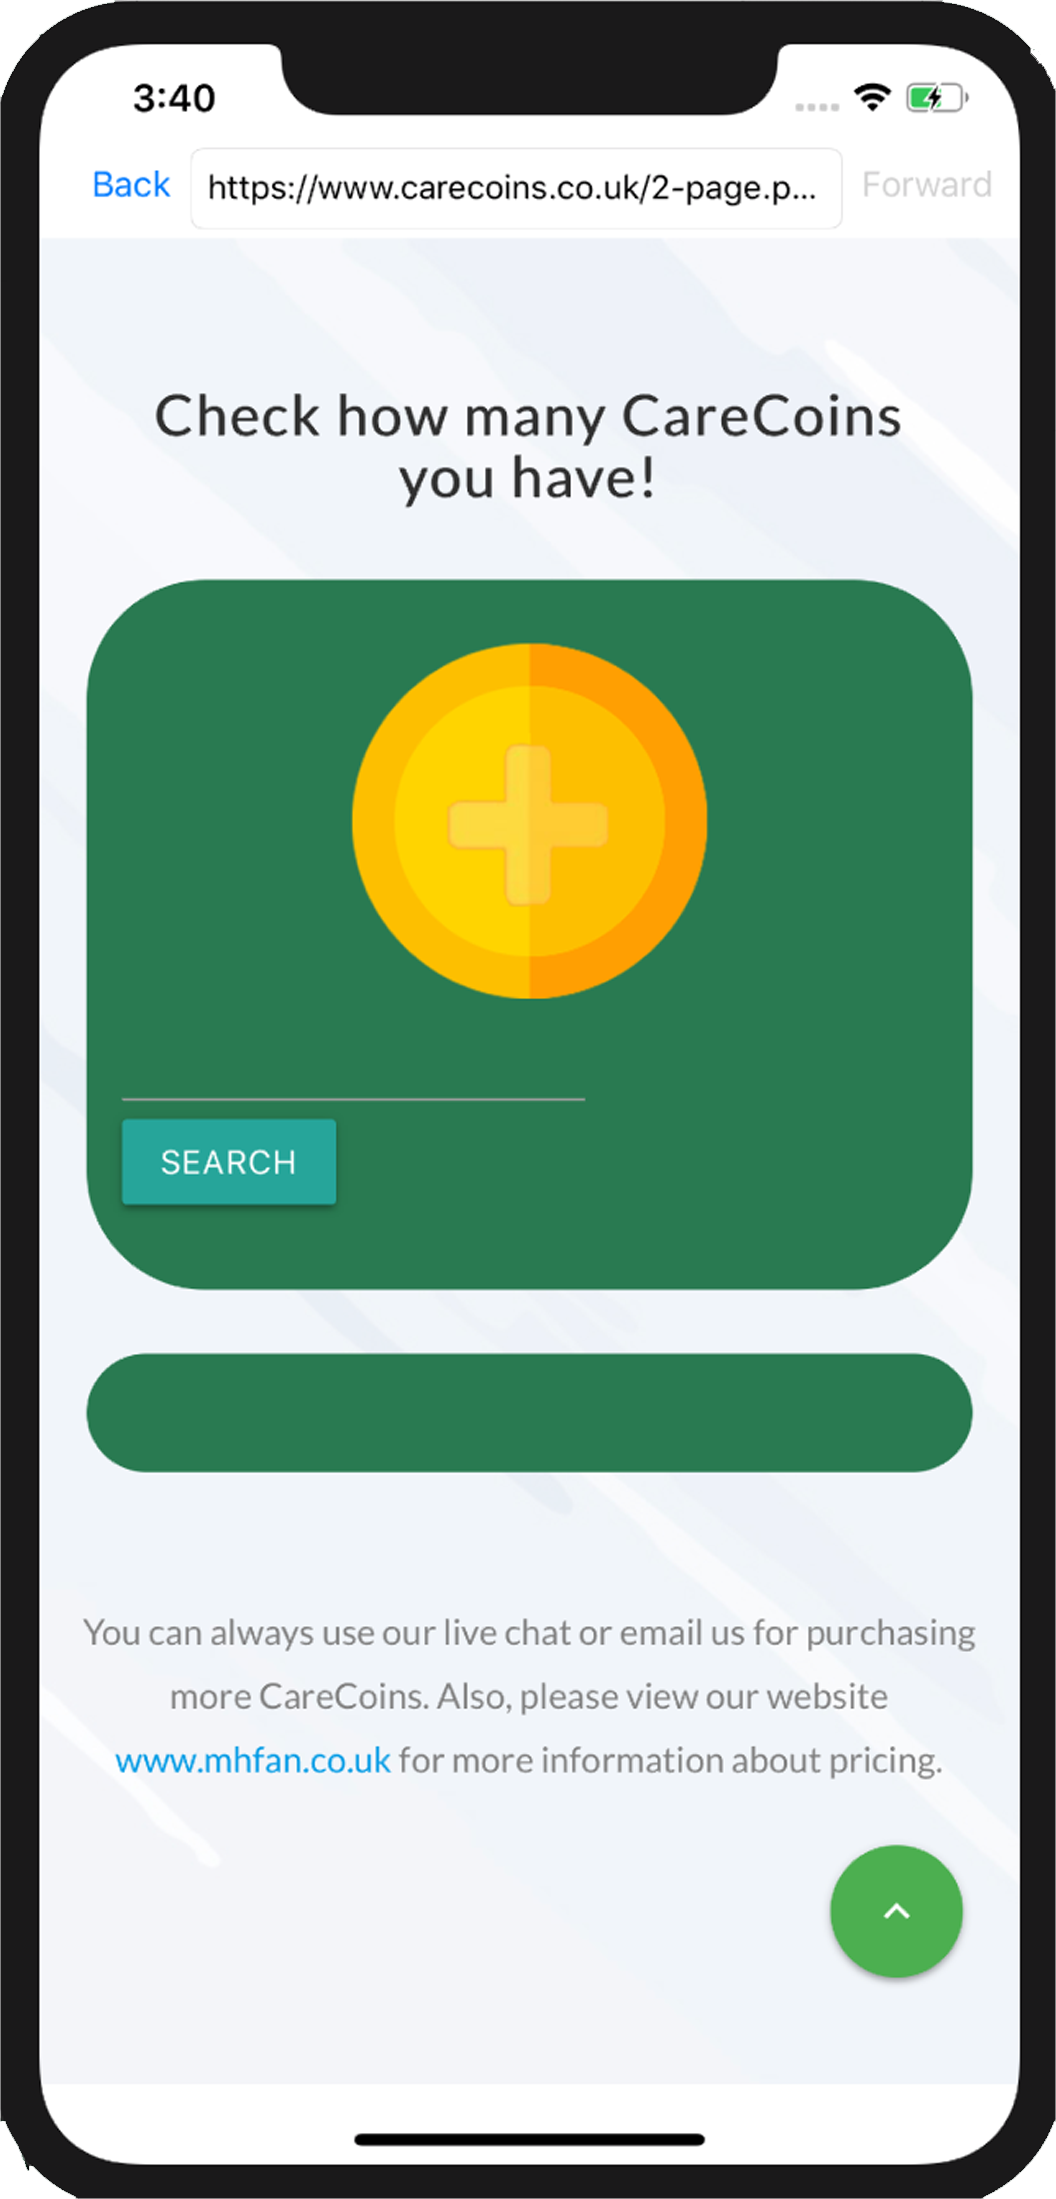 3:40
Back https://www.carecoins.co.uk/2-page.p... Forward
Check how many CareCoins
you have!
SEARCH
You can always use our live chat or email us for purchasing
more CareCoins. Also, please view our website
www.mhfan.co.uk for more information about pricing.